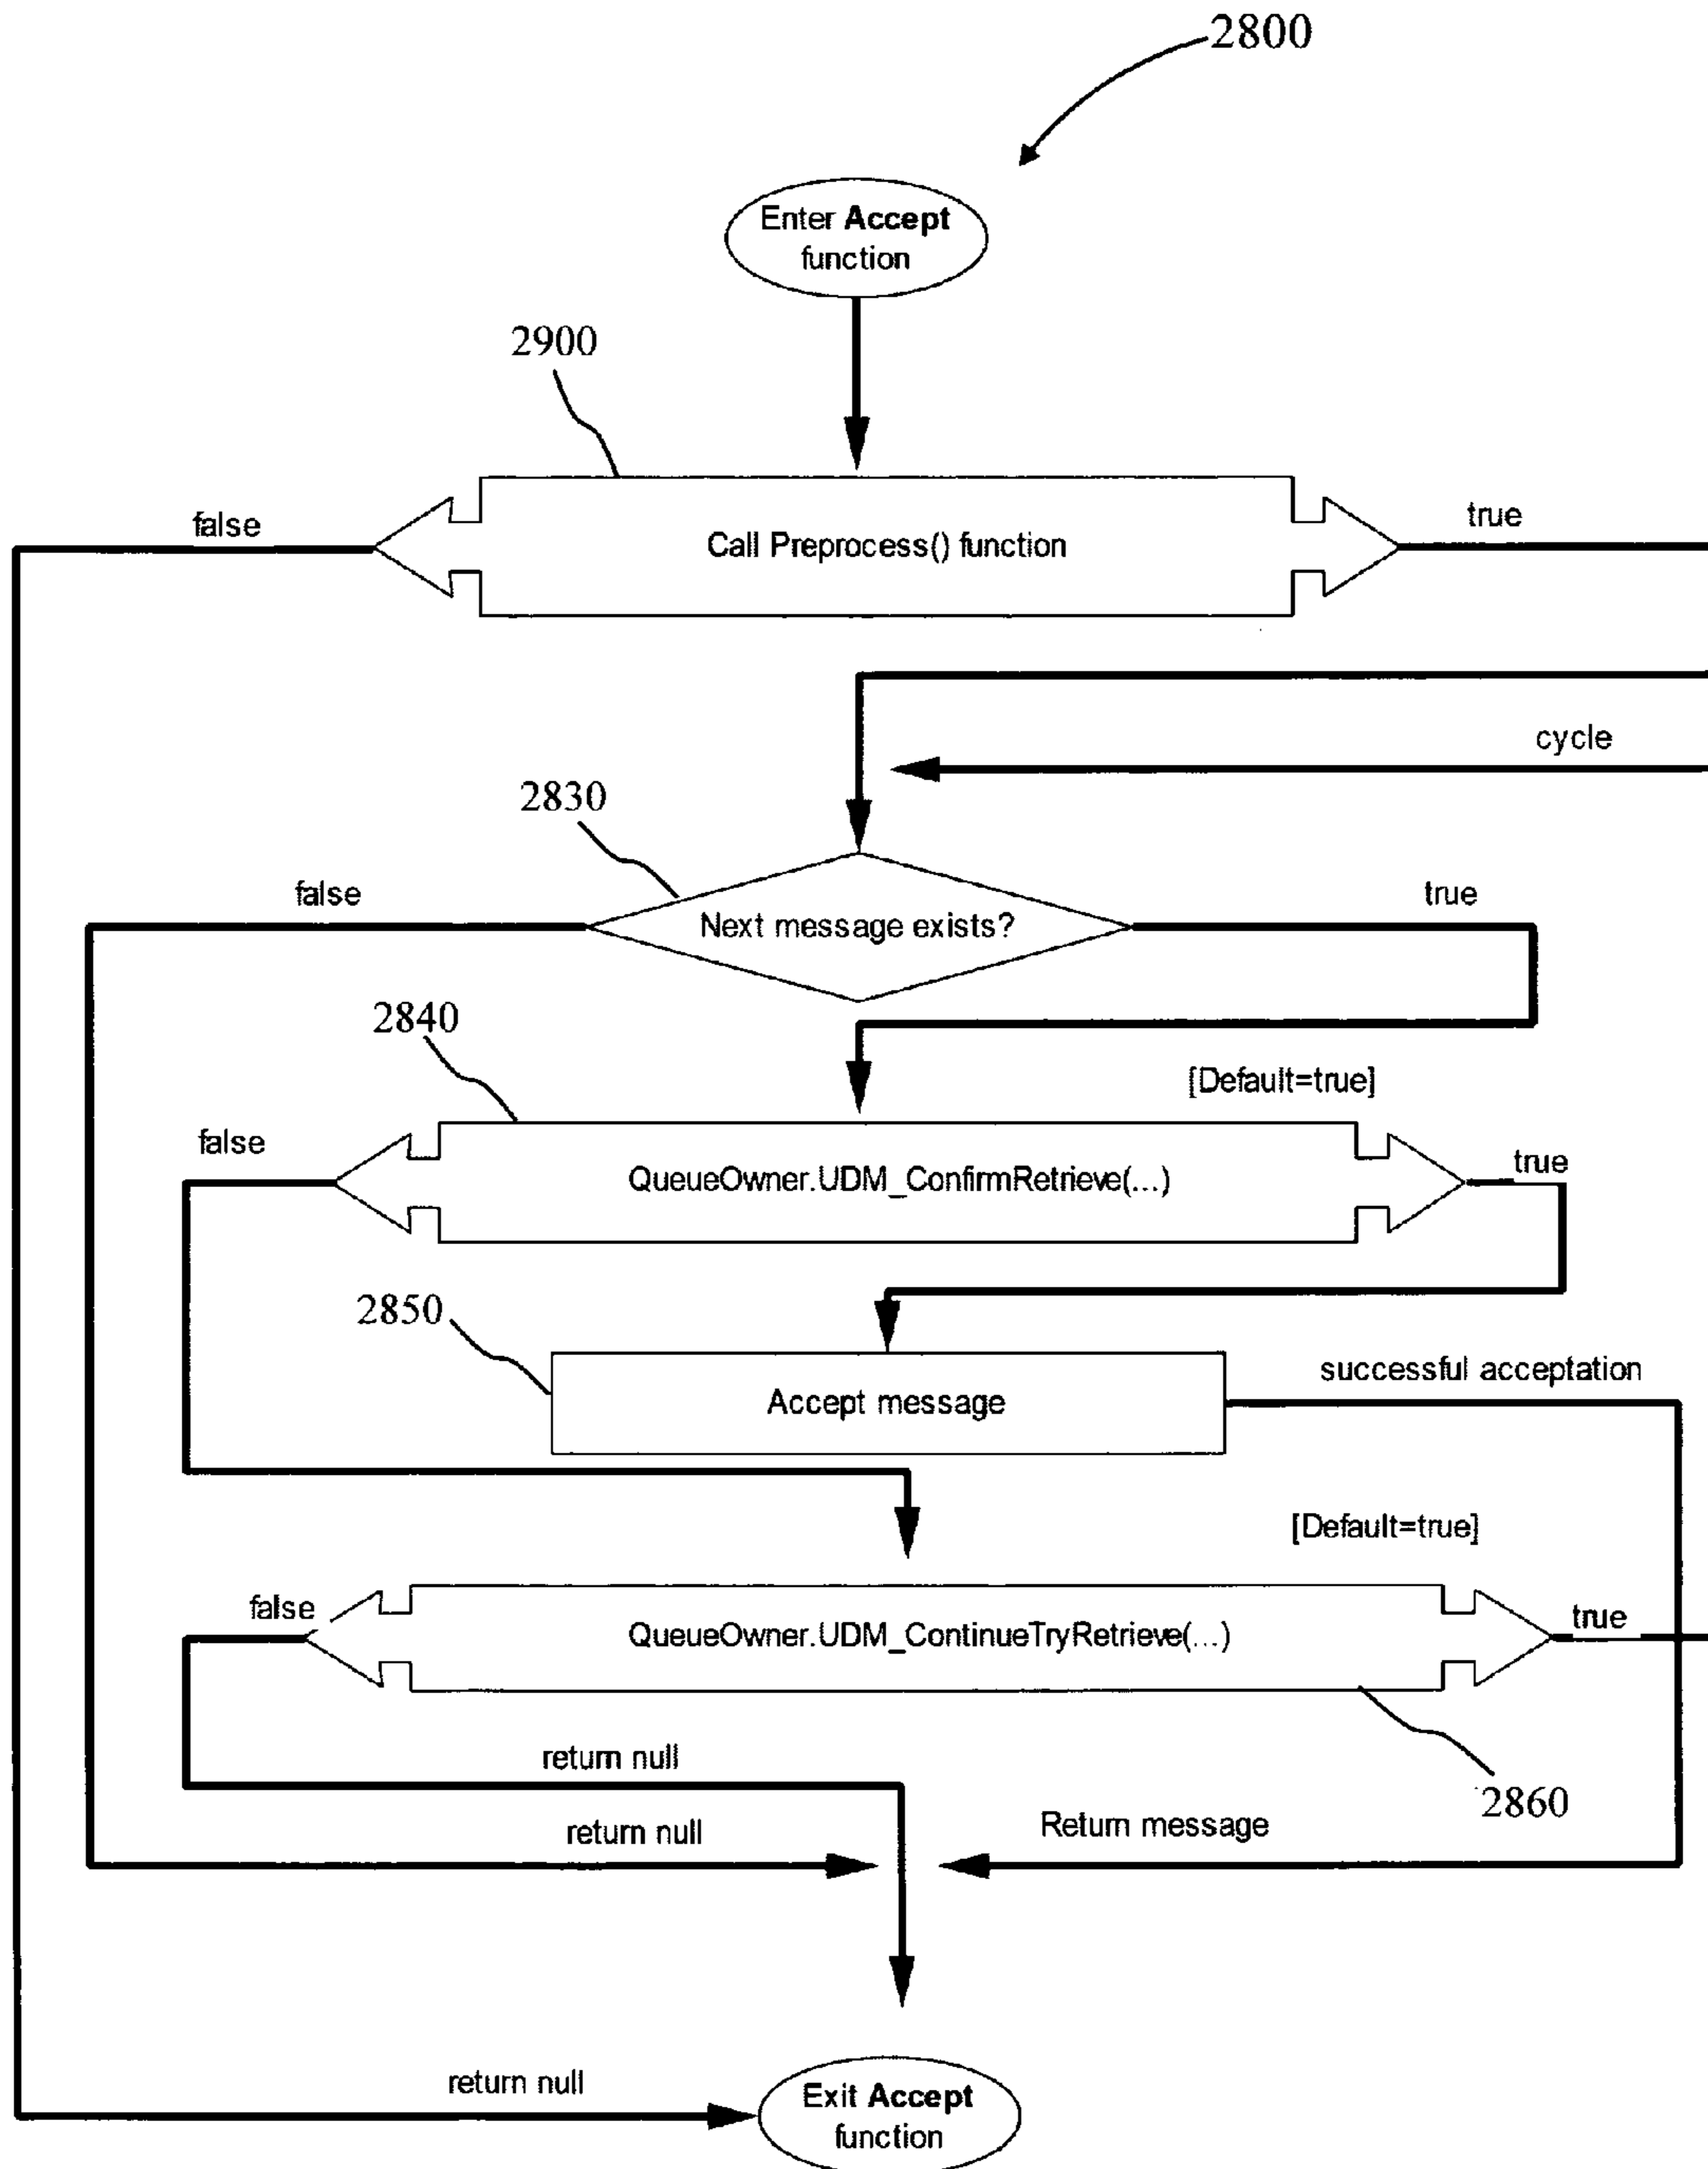 2800
Enter Accept
function
2900
false
true
Call Preprocess() function
cycle
2830
false
true
Next message exists?
2840
[Default=true]
false
true
QueueOwner.UDM_ConfirmRetrieve(...)
2850
successful acceptation
Accept message
[Default=true]
false
true
QueueOwner.UDM_ContinueTryRetrieve(...)
return null
2860
return null
Return message
return null
Exit Accept
function